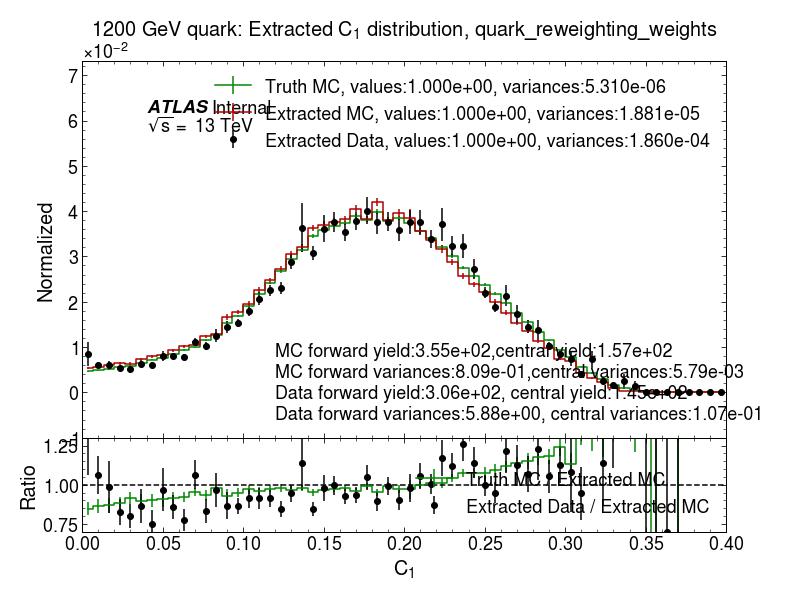 1200 GeV quark: Extracted C₁ distribution, quark_reweighting_weights
×10⁻²
Truth MC, values:1.000e+00, variances:5.310e-06
ATLAS Internal
Extracted MC, values:1.000e+00, variances:1.881e-05
√s = 13 TeV
Extracted Data, values:1.000e+00, variances:1.860e-04
7
6
5
4
3
2
1
0
Normalized
MC forward yield:3.55e+02,central yield:1.57e+02
MC forward variances:8.09e-01,central variances:5.79e-03
Data forward yield:3.06e+02, central yield:1.45e+02
Data forward variances:5.88e+00, central variances:1.07e-01
1.25
1.00
0.75
Ratio
Truth MC / Extracted MC
Extracted Data / Extracted MC
0.00 0.05 0.10 0.15 0.20 0.25 0.30 0.35 0.40
C₁